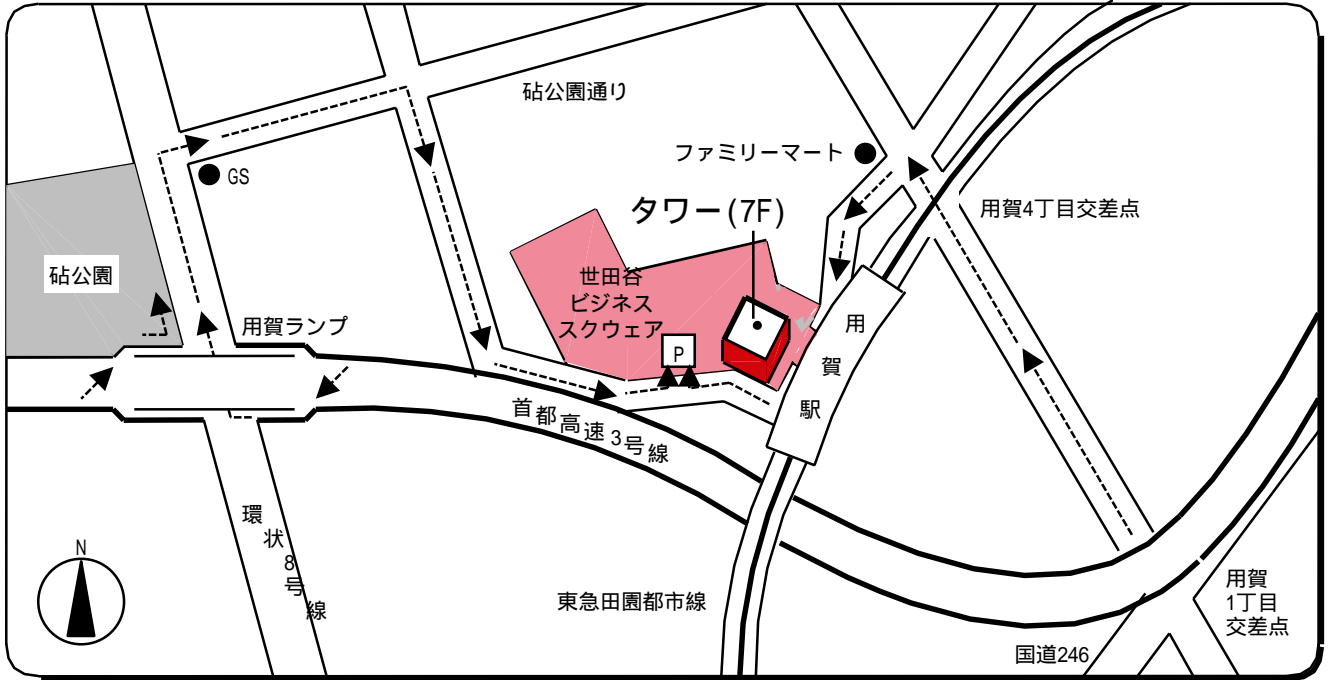 砧公園通り
ファミリーマート
GS
タワー(7F)
用賀4丁目交差点
砧公園
世田谷
ビジネス
スクウェア
用賀ランプ
P
用賀駅
首都高速3号線
環状8号線
N
東急田園都市線
用賀
1丁目
交差点
国道246